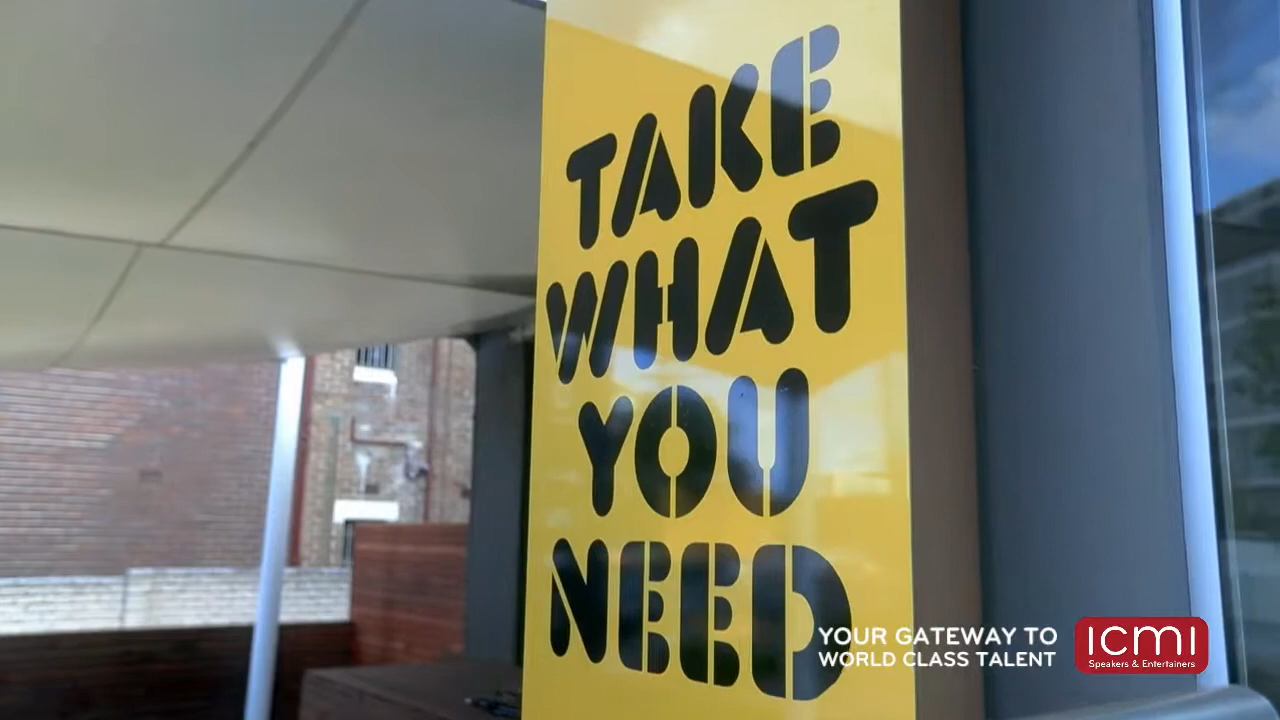 TAKE
WHAT
YOU
NEED
YOUR GATEWAY TO
WORLD CLASS TALENT
ICMI
Speakers & Entertainers